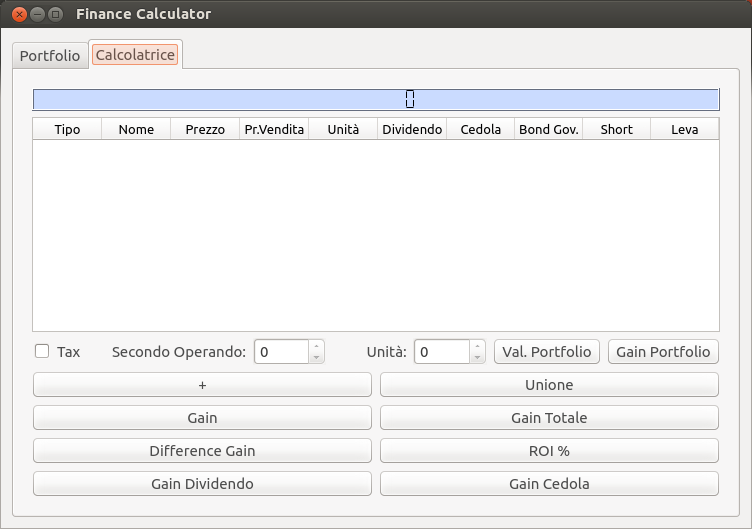 Finance Calculator
Portfolio Calcolatrice
0
Tipo Nome Prezzo Pr.Vendita Unità Dividendo Cedola Bond Gov. Short Leva
Tax Secondo Operando: 0 Unità: 0 Val. Portfolio Gain Portfolio
+ Unione
Gain Gain Totale
Difference Gain ROI %
Gain Dividendo Gain Cedola